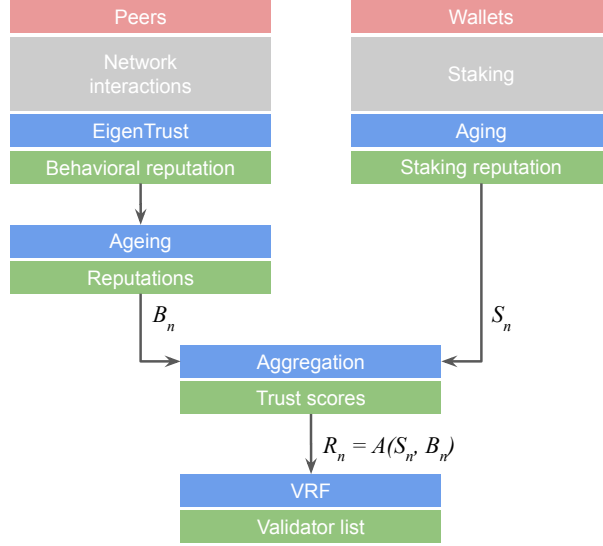 Peers
Network
interactions
EigenTrust
Behavioral reputation
Wallets
Staking
Aging
Staking reputation
Ageing
Reputations
B_n
S_n
Aggregation
Trust scores
R_n = A(S_n, B_n)
VRF
Validator list